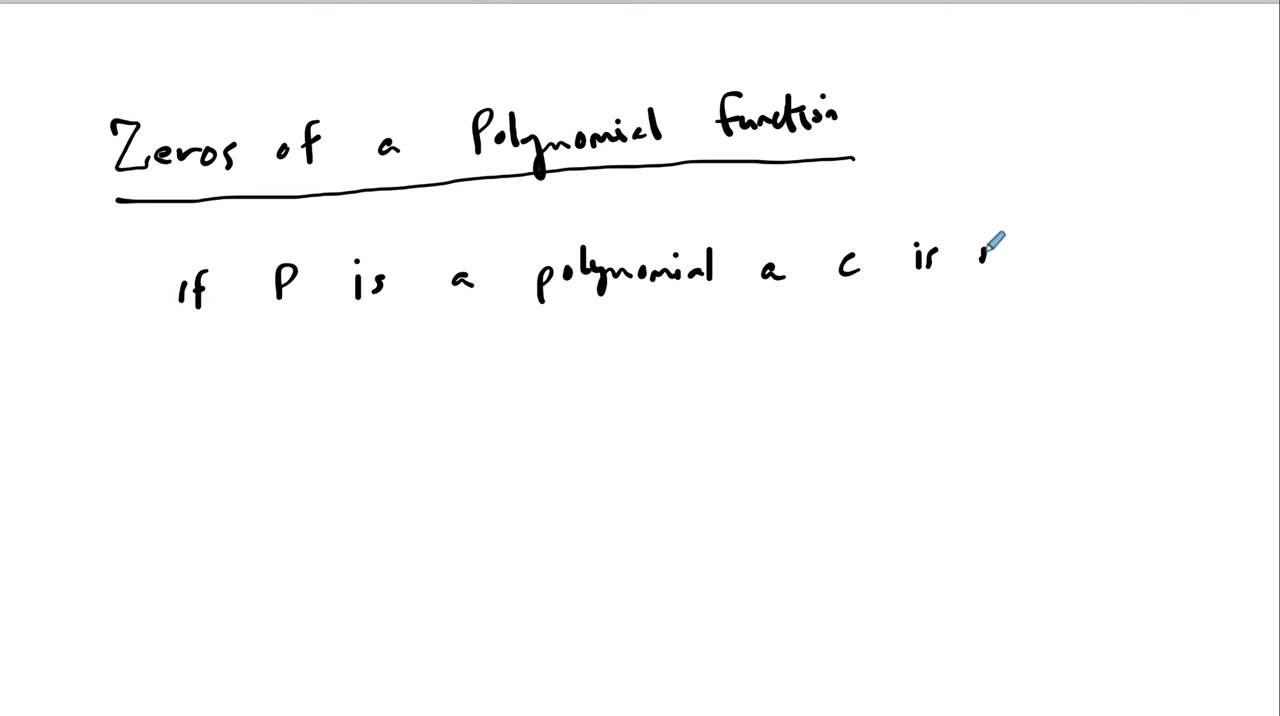 Zeros of a Polynomial function
if P is a polynomial a c is